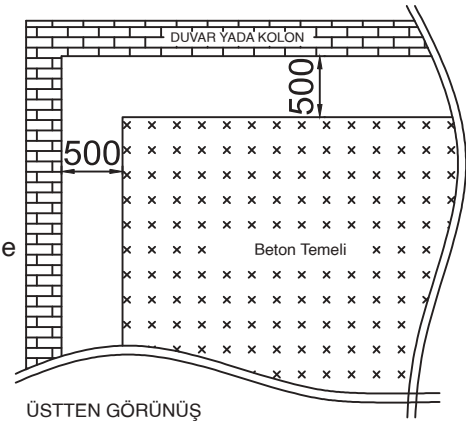 DUVAR YADA KOLON
500
500
e
Beton Temeli
ÜSTTEN GÖRÜNÜŞ